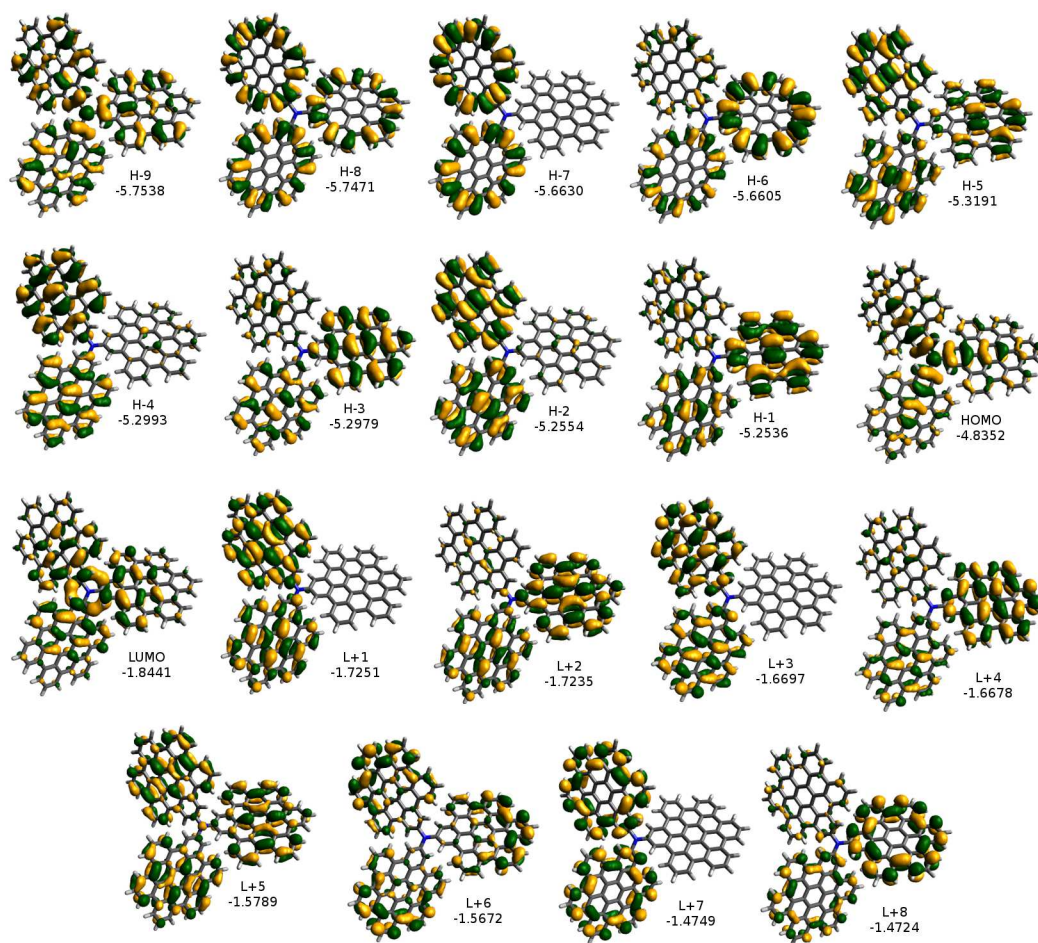 H-9
-5.7538
H-8
-5.7471
H-7
-5.6630
H-6
-5.6605
H-5
-5.3191
H-4
-5.2993
H-3
-5.2979
H-2
-5.2554
H-1
-5.2536
HOMO
-4.8352
LUMO
-1.8441
L+1
-1.7251
L+2
-1.7235
L+3
-1.6697
L+4
-1.6678
L+5
-1.5789
L+6
-1.5672
L+7
-1.4749
L+8
-1.4724